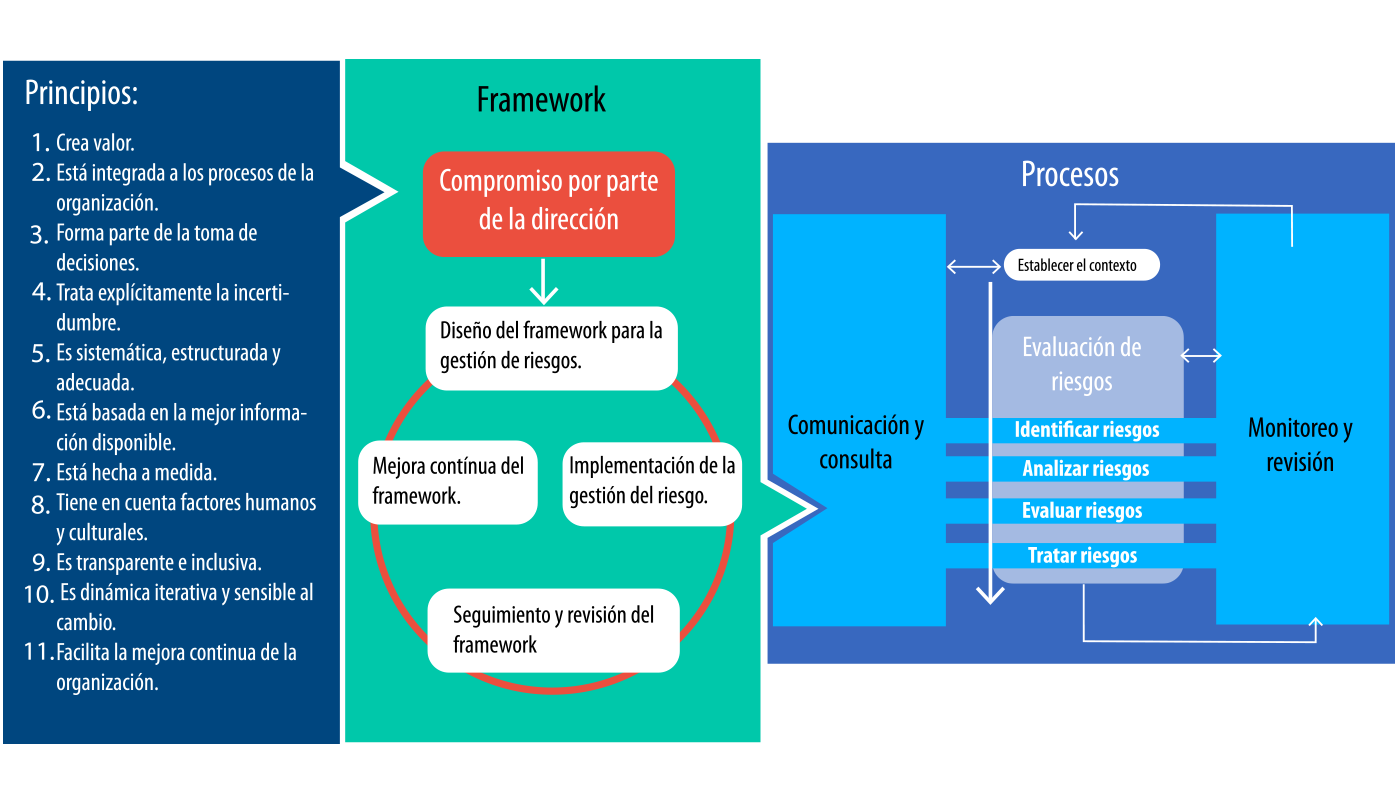 Principios:
1. Crea valor.
2. Está integrada a los procesos de la
organización.
3. Forma parte de la toma de
decisiones.
4. Trata explícitamente la incerti-
dumbre.
5. Es sistemática, estructurada y
adecuada.
6. Está basada en la mejor informa-
ción disponible.
7. Está hecha a medida.
8. Tiene en cuenta factores humanos
y culturales.
9. Es transparente e inclusiva.
10. Es dinámica iterativa y sensible al
cambio.
11. Facilita la mejora continua de la
organización.
Framework
Compromiso por parte
de la dirección
Diseño del framework para la
gestión de riesgos.
Mejora contínua del
framework.
Implementación de la
gestión del riesgo.
Seguimiento y revisión del
framework
Procesos
Establecer el contexto
Evaluación de
riesgos
Comunicación y
consulta
Identificar riesgos
Analizar riesgos
Evaluar riesgos
Tratar riesgos
Monitoreo y
revisión